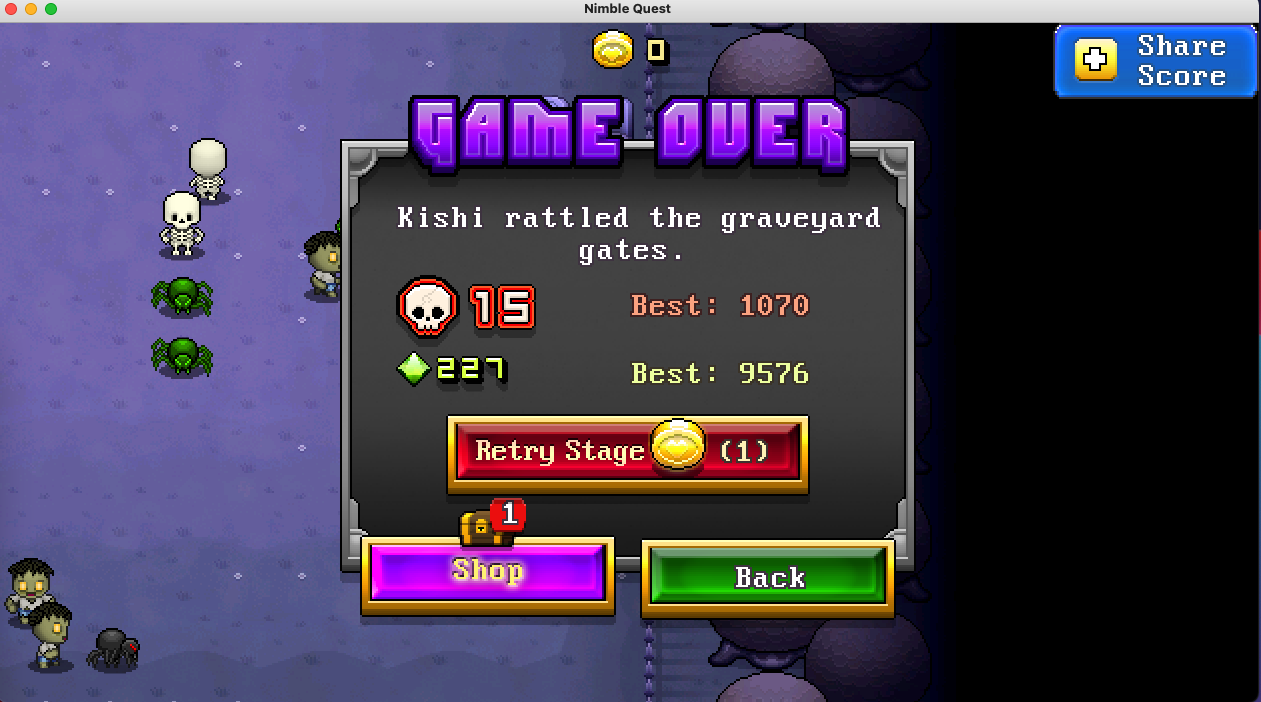 Nimble Quest
0
Share
Score
GAME OVER
Kishi rattled the graveyard
gates.
15 Best: 1070
227 Best: 9576
Retry Stage (1)
1
Shop
Back